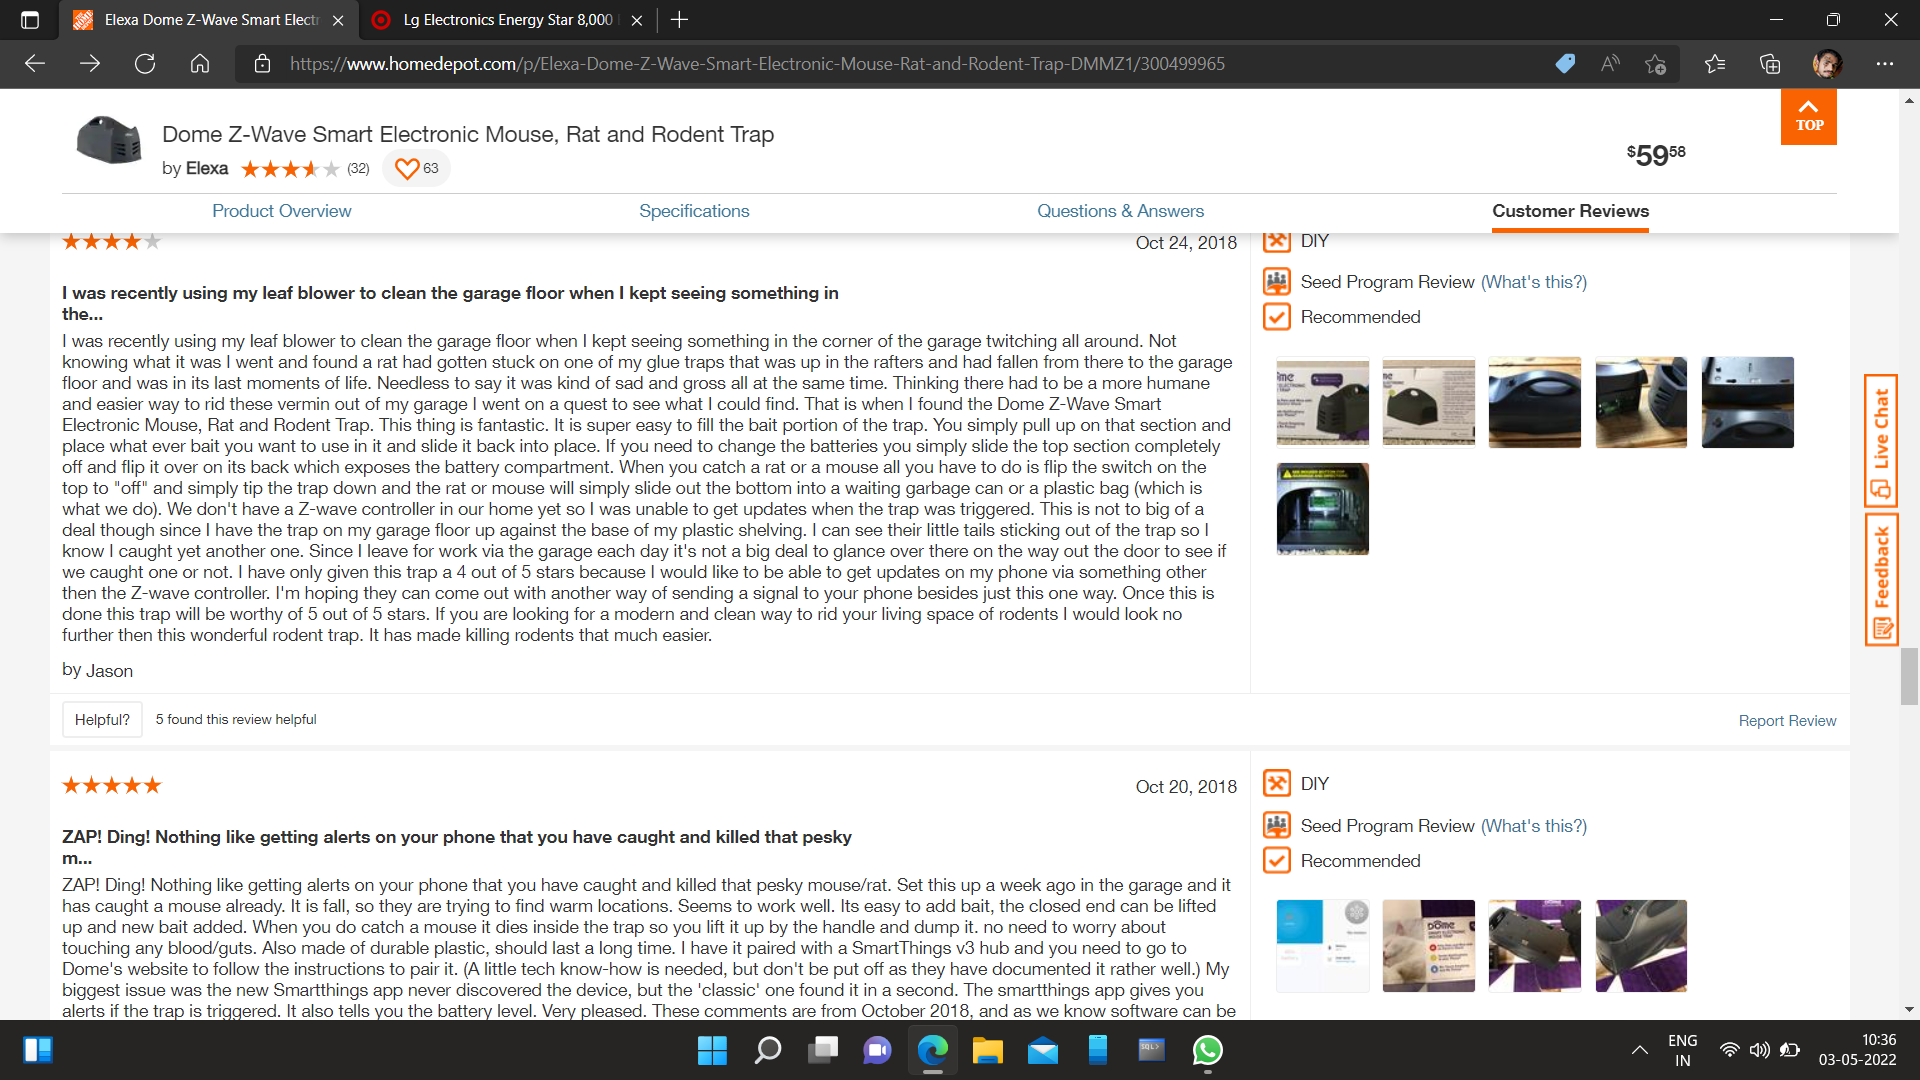 Elexa Dome Z-Wave Smart Elect
Lg Electronics Energy Star 8,000
https://www.homedepot.com/p/Elexa-Dome-Z-Wave-Smart-Electronic-Mouse-Rat-and-Rodent-Trap-DMMZ1/300499965
Dome Z-Wave Smart Electronic Mouse, Rat and Rodent Trap
by Elexa (32) 63
$59 58
TOP
Product Overview
Specifications
Questions & Answers
Customer Reviews
Oct 24, 2018
I was recently using my leaf blower to clean the garage floor when I kept seeing something in
the...
I was recently using my leaf blower to clean the garage floor when I kept seeing something in the corner of the garage twitching all around. Not
knowing what it was I went and found a rat had gotten stuck on one of my glue traps that was up in the rafters and had fallen from there to the garage
floor and was in its last moments of life. Needless to say it was kind of sad and gross all at the same time. Thinking there had to be a more humane
and easier way to rid these vermin out of my garage I went on a quest to see what I could find. That is when I found the Dome Z-Wave Smart
Electronic Mouse, Rat and Rodent Trap. This thing is fantastic. It is super easy to fill the bait portion of the trap. You simply pull up on that section and
place what ever bait you want to use in it and slide it back into place. If you need to change the batteries you simply slide the top section completely
off and flip it over on its back which exposes the battery compartment. When you catch a rat or a mouse all you have to do is flip the switch on the
top to "off" and simply tip the trap down and the rat or mouse will simply slide out the bottom into a waiting garbage can or a plastic bag (which is
what we do). We don't have a Z-wave controller in our home yet so I was unable to get updates when the trap was triggered. This is not to big of a
deal though since I have the trap on my garage floor up against the base of my plastic shelving. I can see their little tails sticking out of the trap so I
know I caught yet another one. Since I leave for work via the garage each day it's not a big deal to glance over there on the way out the door to see if
we caught one or not. I have only given this trap a 4 out of 5 stars because I would like to be able to get updates on my phone via something other
then the Z-wave controller. I'm hoping they can come out with another way of sending a signal to your phone besides just this one way. Once this is
done this trap will be worthy of 5 out of 5 stars. If you are looking for a modern and clean way to rid your living space of rodents I would look no
further then this wonderful rodent trap. It has made killing rodents that much easier.
by Jason
DIY
Seed Program Review (What's this?)
Recommended
Helpful?
5 found this review helpful
Report Review
Oct 20, 2018
ZAP! Ding! Nothing like getting alerts on your phone that you have caught and killed that pesky
m...
ZAP! Ding! Nothing like getting alerts on your phone that you have caught and killed that pesky mouse/rat. Set this up a week ago in the garage and it
has caught a mouse already. It is fall, so they are trying to find warm locations. Seems to work well. Its easy to add bait, the closed end can be lifted
up and new bait added. When you do catch a mouse it dies inside the trap so you lift it up by the handle and dump it. no need to worry about
touching any blood/guts. Also made of durable plastic, should last a long time. I have it paired with a SmartThings v3 hub and you need to go to
Dome's website to follow the instructions to pair it. (A little tech know-how is needed, but don't be put off as they have documented it rather well.) My
biggest issue was the new Smartthings app never discovered the device, but the 'classic' one found it in a second. The smartthings app gives you
alerts if the trap is triggered. It also tells you the battery level. Very pleased. These comments are from October 2018, and as we know software can be
DIY
Seed Program Review (What's this?)
Recommended
DOME
Live Chat
Feedback
ENG
IN
10:36
03-05-2022